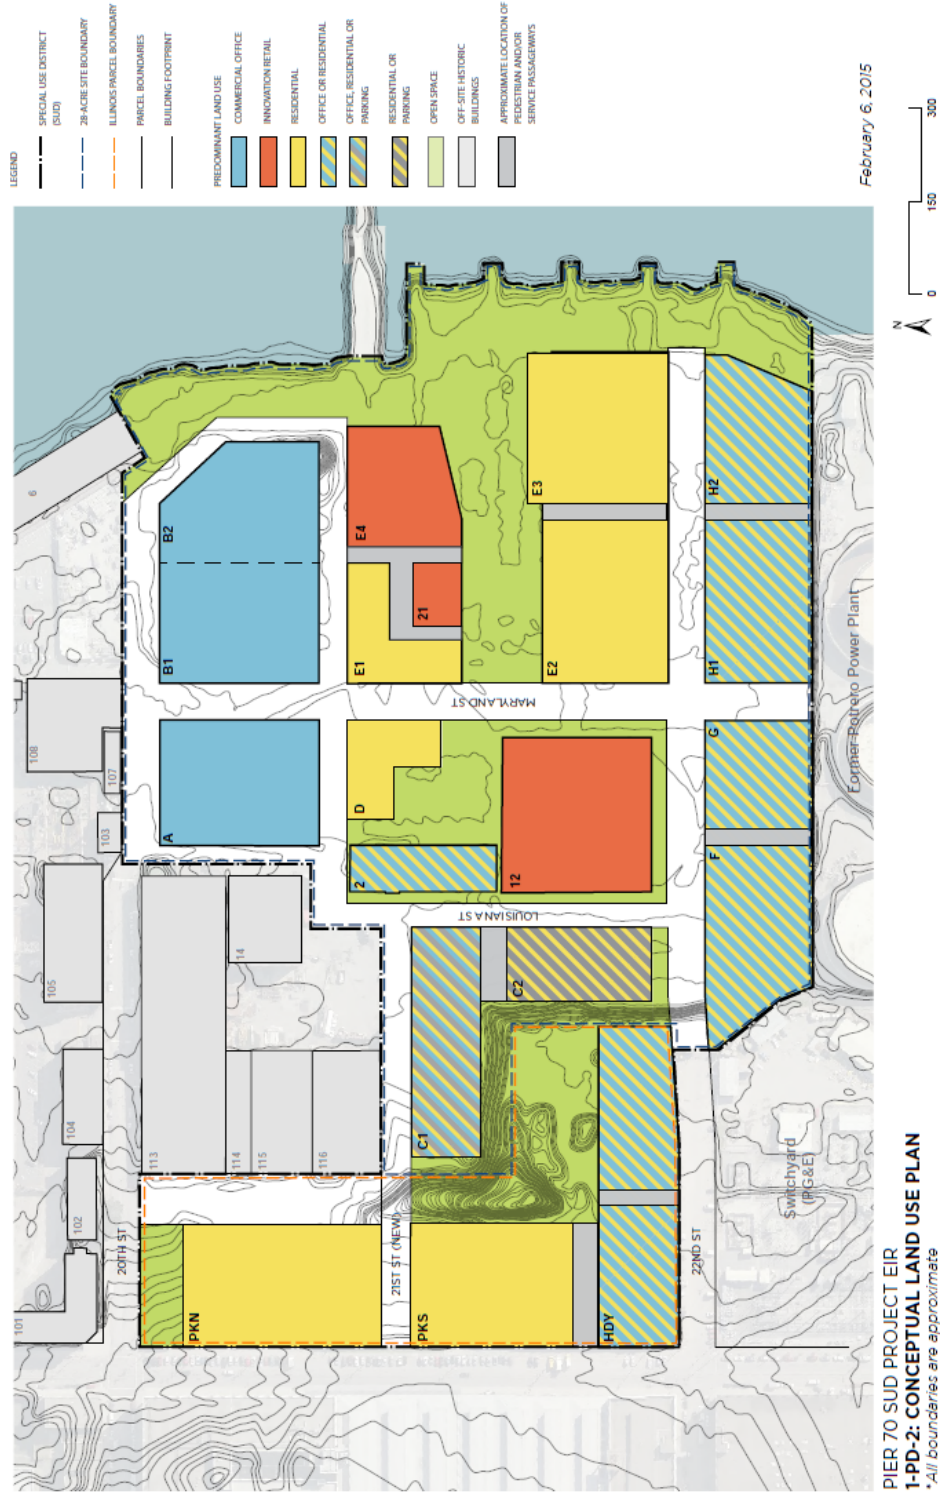 LEGEND
SPECIAL USE DISTRICT
(SUD)
28-ACRE SITE BOUNDARY
ILLINOIS PARCEL BOUNDARY
PARCEL BOUNDARIES
BUILDING FOOTPRINT
PREDOMINANT LAND USE
COMMERCIAL OFFICE
INNOVATION RETAIL
RESIDENTIAL
OFFICE OR RESIDENTIAL
OFFICE, RESIDENTIAL OR
PARKING
RESIDENTIAL OR
PARKING
OPEN SPACE
OFF-SITE HISTORIC
BUILDINGS
APPROXIMATE LOCATION OF
PEDESTRIAN AND/OR
SERVICE PASSAGEWAYS
February 6, 2015
N
0
150
300
101
102
104
105
103
107
108
6
20TH ST
113
114
115
116
14
A
B1
B2
PKN
21ST ST (NEW)
PKS
C1
C2
LOUISIANA ST
2
D
12
MARYLAND ST
E1
21
E4
E2
E3
HDY
22ND ST
F
G
H1
H2
Switchyard
(PG&E)
Former Potrero Power Plant
PIER 70 SUD PROJECT EIR
1-PD-2: CONCEPTUAL LAND USE PLAN
*All boundaries are approximate